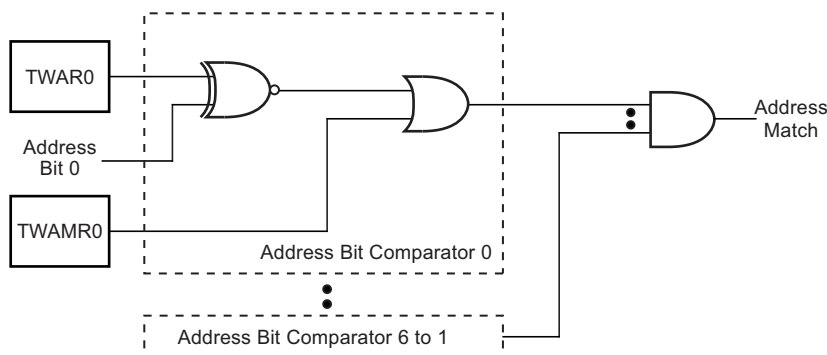 TWAR0
Address
Bit 0
TWAMR0
Address Bit Comparator 0
Address Bit Comparator 6 to 1
Address
Match